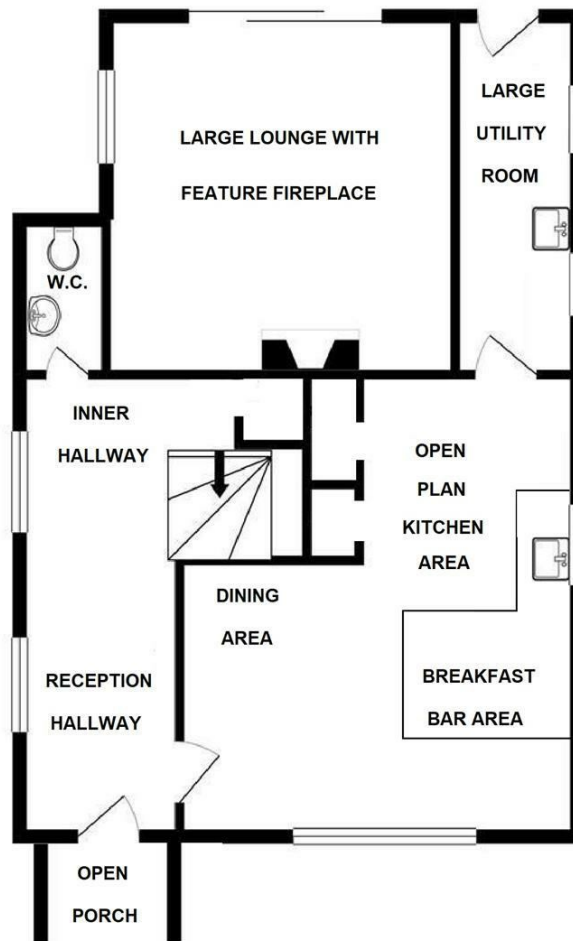 LARGE LOUNGE WITH
FEATURE FIREPLACE
LARGE
UTILITY
ROOM
W.C.
INNER
HALLWAY
OPEN
PLAN
KITCHEN
AREA
DINING
AREA
RECEPTION
HALLWAY
BREAKFAST
BAR AREA
OPEN
PORCH